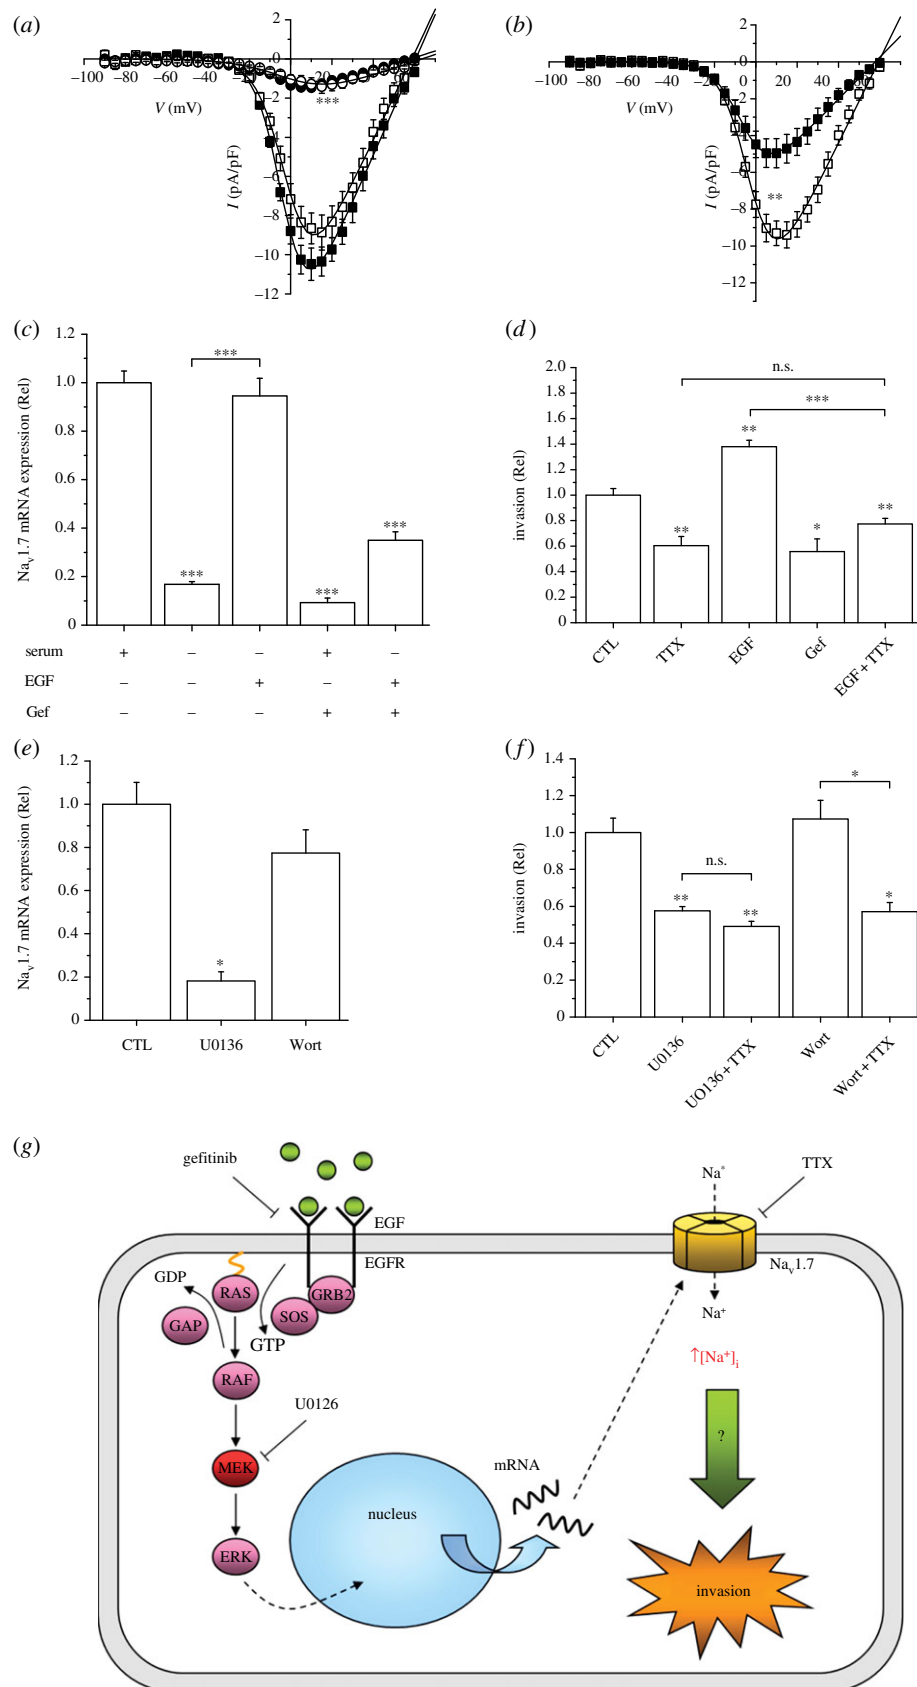 (a)
2
0
–100 –80 –60 –40 –20 20 40 60
–2
–4
–6
–8
–10
–12
V (mV)
I (pA/pF)
***
(b)
2
0
–100 –80 –60 –40 –20 20 40 60
–2
–4
–6
–8
–10
–12
V (mV)
I (pA/pF)
**
(c)
1.2
1.0
0.8
0.6
0.4
0.2
0
Nav1.7 mRNA expression (Rel)
***
***
***
***
serum + – – + –
EGF – – + – +
Gef – – – + +
(d)
2.0
1.8
1.6
1.4
1.2
1.0
0.8
0.6
0.4
0.2
0
invasion (Rel)
n.s.
***
**
**
*
**
CTL
TTX
EGF
Gef
EGF + TTX
(e)
1.2
1.0
0.8
0.6
0.4
0.2
0
Nav1.7 mRNA expression (Rel)
*
CTL U0136 Wort
(f)
1.4
1.2
1.0
0.8
0.6
0.4
0.2
0
invasion (Rel)
*
n.s.
**
**
*
CTL
U0136
UO136 + TTX
Wort
Wort + TTX
(g)
gefitinib
EGF
EGFR
GDP
RAS
GRB2
SOS
GAP
GTP
RAF
U0126
MEK
ERK
nucleus
mRNA
Na+
TTX
Nav1.7
Na+
↑[Na+]i
?
invasion